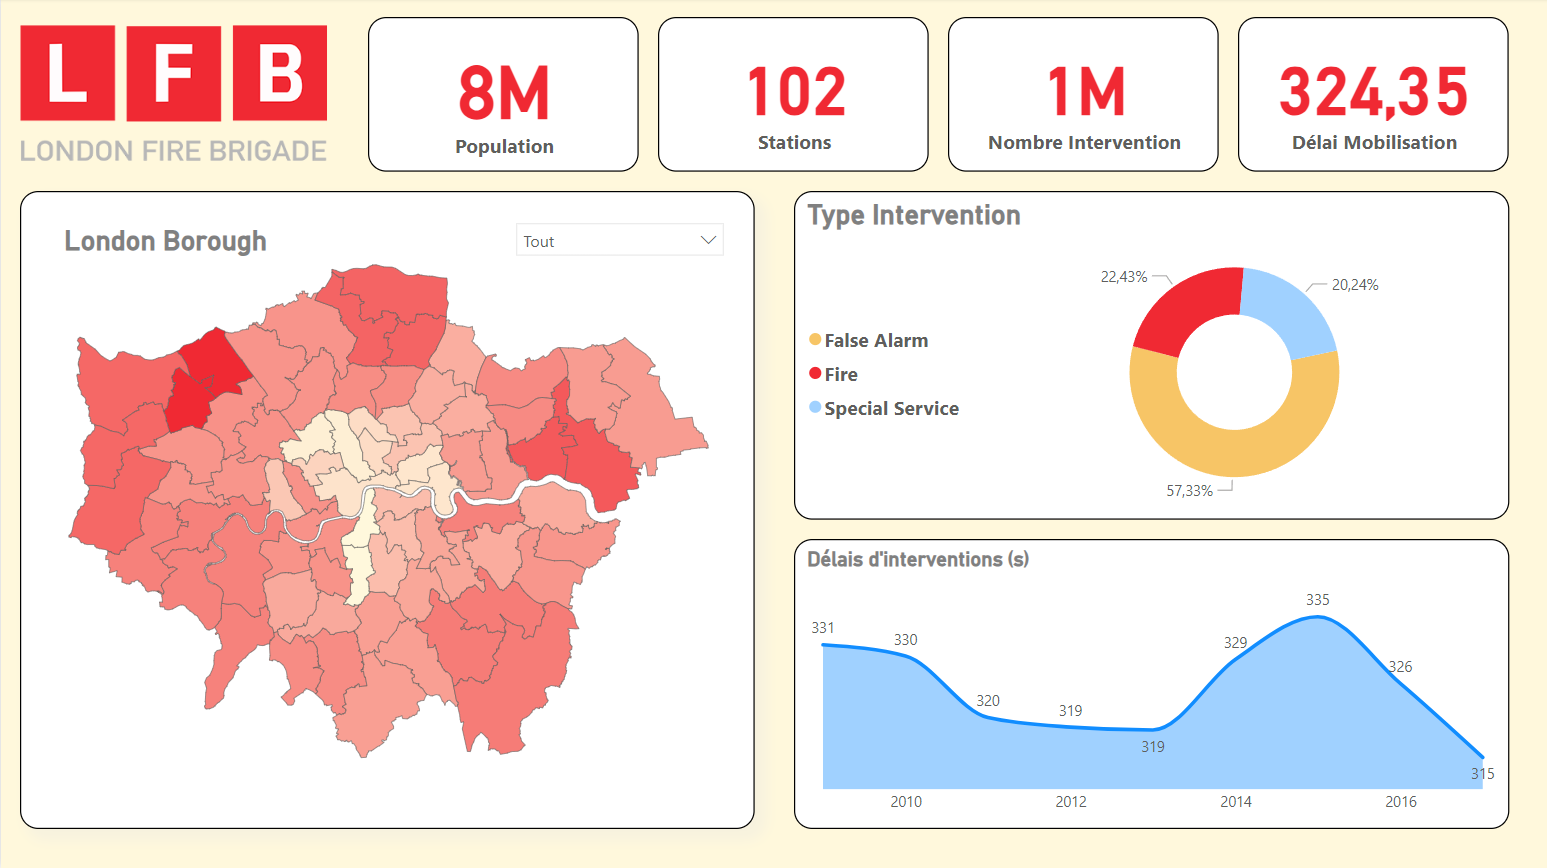 L F B
LONDON FIRE BRIGADE
8M
Population
102
Stations
1M
Nombre Intervention
324,35
Délai Mobilisation
London Borough
Tout
Type Intervention
22,43%
20,24%
57,33%
False Alarm
Fire
Special Service
Délais d'interventions (s)
331
330
320
319
319
329
335
326
315
2010
2012
2014
2016